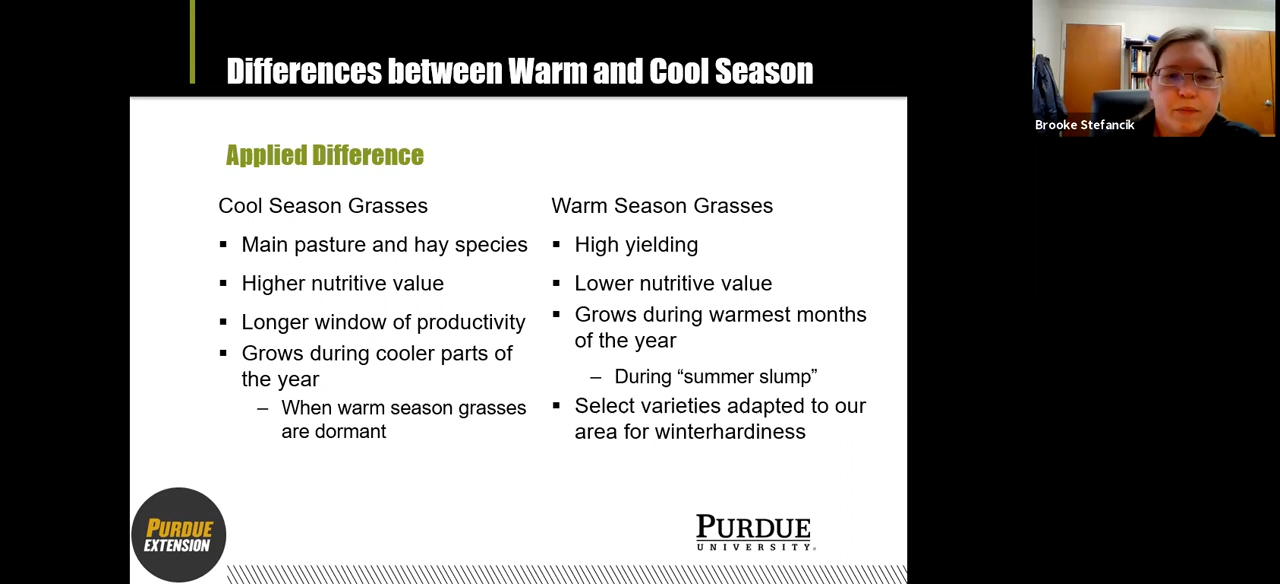 Differences between Warm and Cool Season
Brooke Stefancik
Applied Difference
Cool Season Grasses
▪ Main pasture and hay species
▪ Higher nutritive value
▪ Longer window of productivity
▪ Grows during cooler parts of
the year
– When warm season grasses
are dormant
Warm Season Grasses
▪ High yielding
▪ Lower nutritive value
▪ Grows during warmest months
of the year
– During “summer slump”
▪ Select varieties adapted to our
area for winterhardiness
PURDUE
EXTENSION
PURDUE
UNIVERSITY®